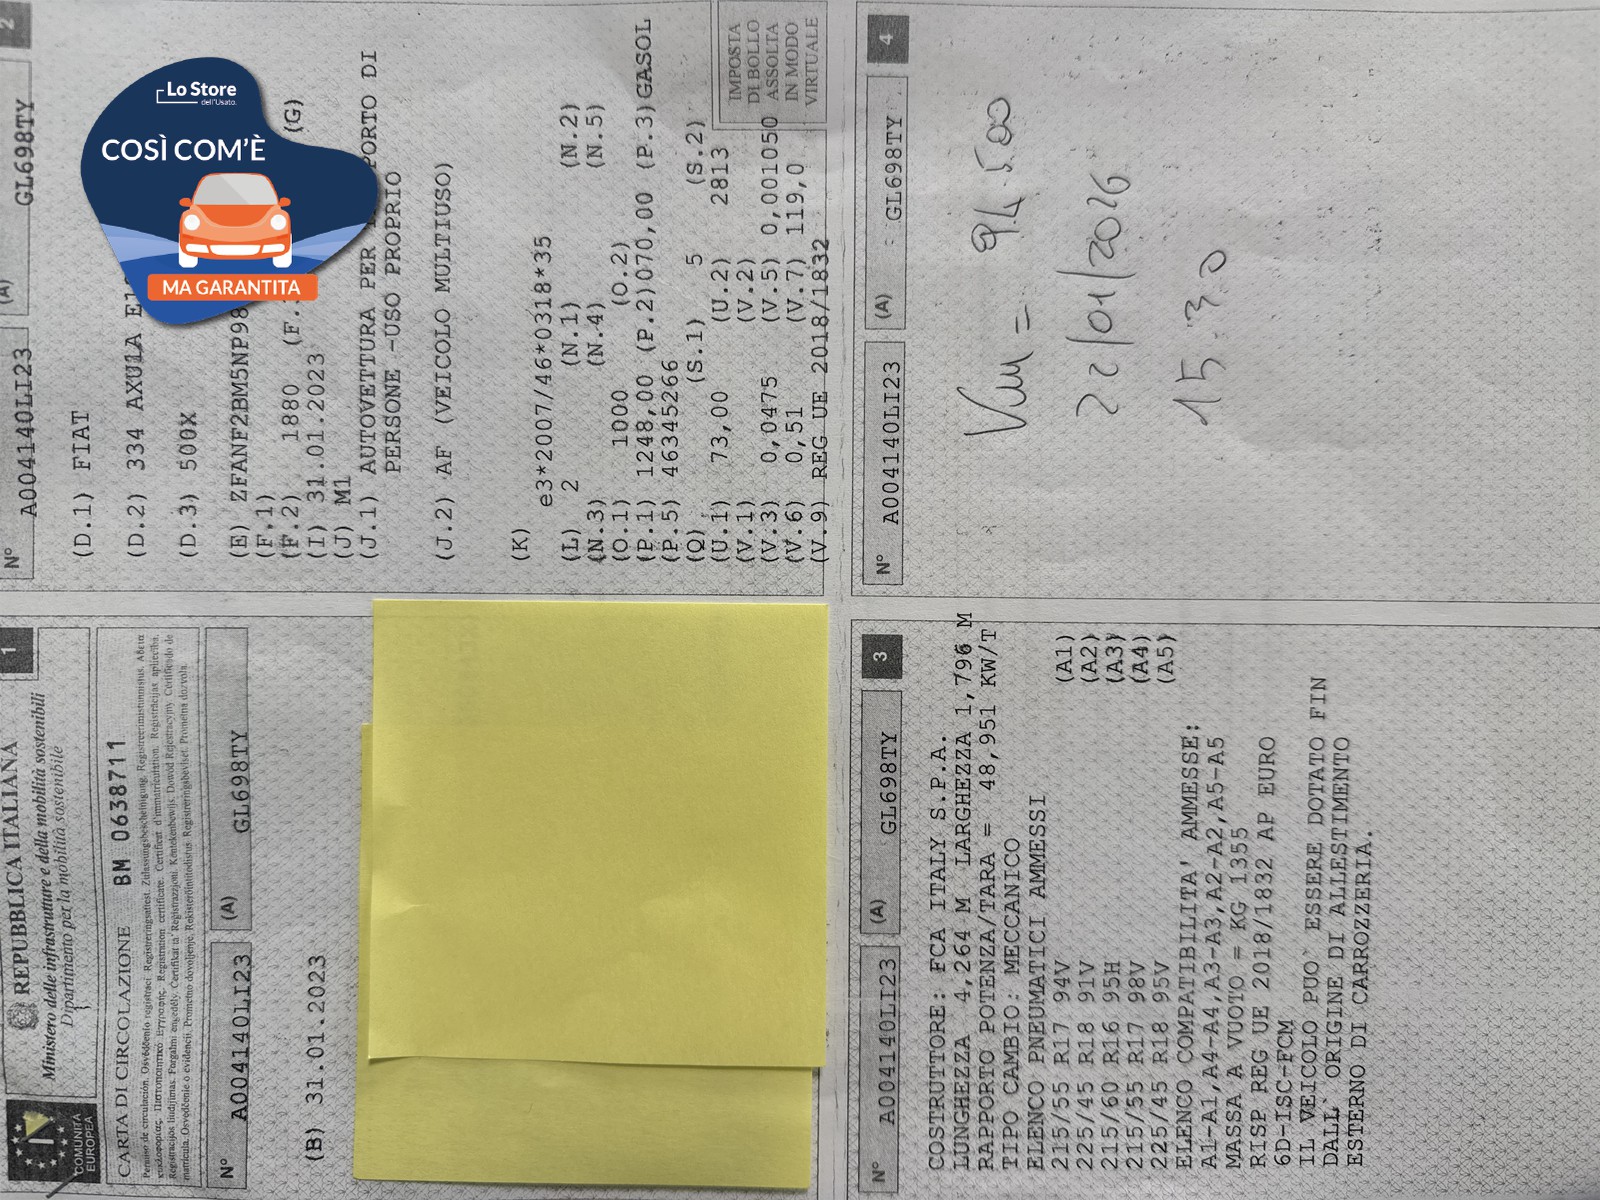 Lo Store
dell'Usato.
COSÌ COM'È
MA GARANTITA
1
REPUBBLICA ITALIANA
Ministero delle infrastrutture e della mobilità sostenibili
Dipartimento per la mobilità sostenibile
COMUNITÀ
EUROPEA
CARTA DI CIRCOLAZIONE BM 0638711
N° A004140LI23 (A) GL698TY
(B) 31.01.2023
2
N° A004140LI23 (A) GL698TY
(D.1) FIAT
(D.2) 334 AXU1A
(D.3) 500X (G)
(E) ZFANF2BM5NP98
(F.1)
(F.2) 1880
(I) 31.01.2023
(J) M1
(J.1) AUTOVETTURA PER PORTO DI
PERSONE -USO PROPRIO
(J.2) AF (VEICOLO MULTIUSO)
(K)
e3*2007/46*0318*35
(L) 2 (N.1) (N.2)
(N.3) (N.4) (N.5)
(O.1) 1000 (O.2)
(P.1) 1248,00 (P.2)070,00 (P.3)GASOL
(P.5) 46345266
(Q) (S.1) 5 (S.2)
(U.1) 73,00 (U.2) 2813
(V.1) (V.2)
(V.3) 0,0475 (V.5) 0,001050
(V.6) 0,51 (V.7) 119,0
(V.9) REG UE 2018/1832
IMPOSTA
DI BOLLO
ASSOLTA
IN MODO
VIRTUALE
3
N° A004140LI23 (A) GL698TY
COSTRUTTORE: FCA ITALY S.P.A.
LUNGHEZZA 4,264 M LARGHEZZA 1,796 M
RAPPORTO POTENZA/TARA = 48,951 KW/T
TIPO CAMBIO: MECCANICO
ELENCO PNEUMATICI AMMESSI
215/55 R17 94V (A1)
225/45 R18 91V (A2)
215/60 R16 95H (A3)
215/55 R17 98V (A4)
225/45 R18 95V (A5)
ELENCO COMPATIBILITA' AMMESSE:
A1-A1,A4-A4,A3-A3,A2-A2,A5-A5
MASSA A VUOTO = KG 1355
RISP REG UE 2018/1832 AP EURO
6D-ISC-FCM
IL VEICOLO PUO` ESSERE DOTATO FIN
DALL` ORIGINE DI ALLESTIMENTO
ESTERNO DI CARROZZERIA.
4
N° A004140LI23 (A) GL698TY
= 94.500
22/01/2026
15:30